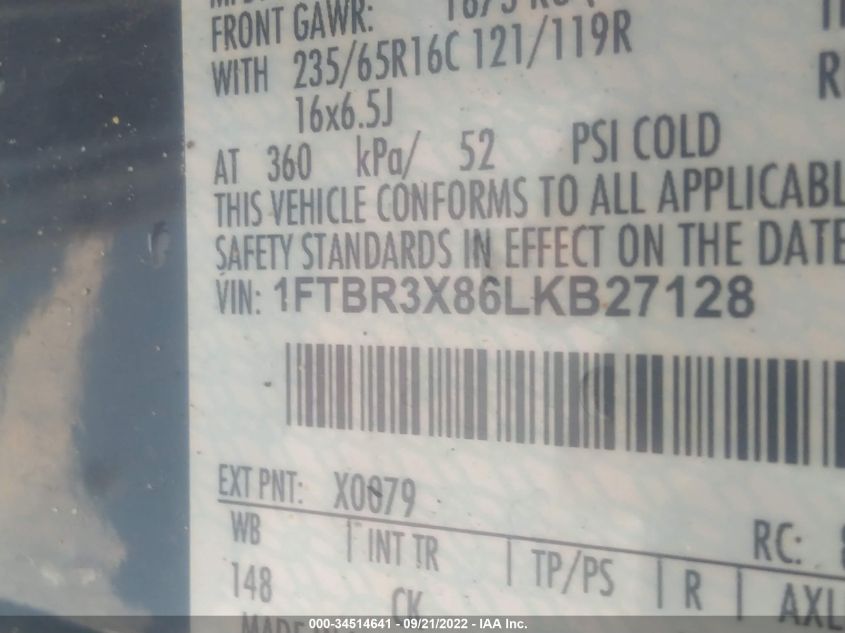 FRONT GAWR:
WITH 235/65R16C 121/119R
16x6.5J
AT 360 kPa/ 52 PSI COLD
THIS VEHICLE CONFORMS TO ALL APPLICABL
SAFETY STANDARDS IN EFFECT ON THE DATE
VIN: 1FTBR3X86LKB27128
EXT PNT: X0079 RC:
WB INT TR TP/PS R AXL
148 CK
MADE IN
000-34514641 - 09/21/2022 - IAA Inc.